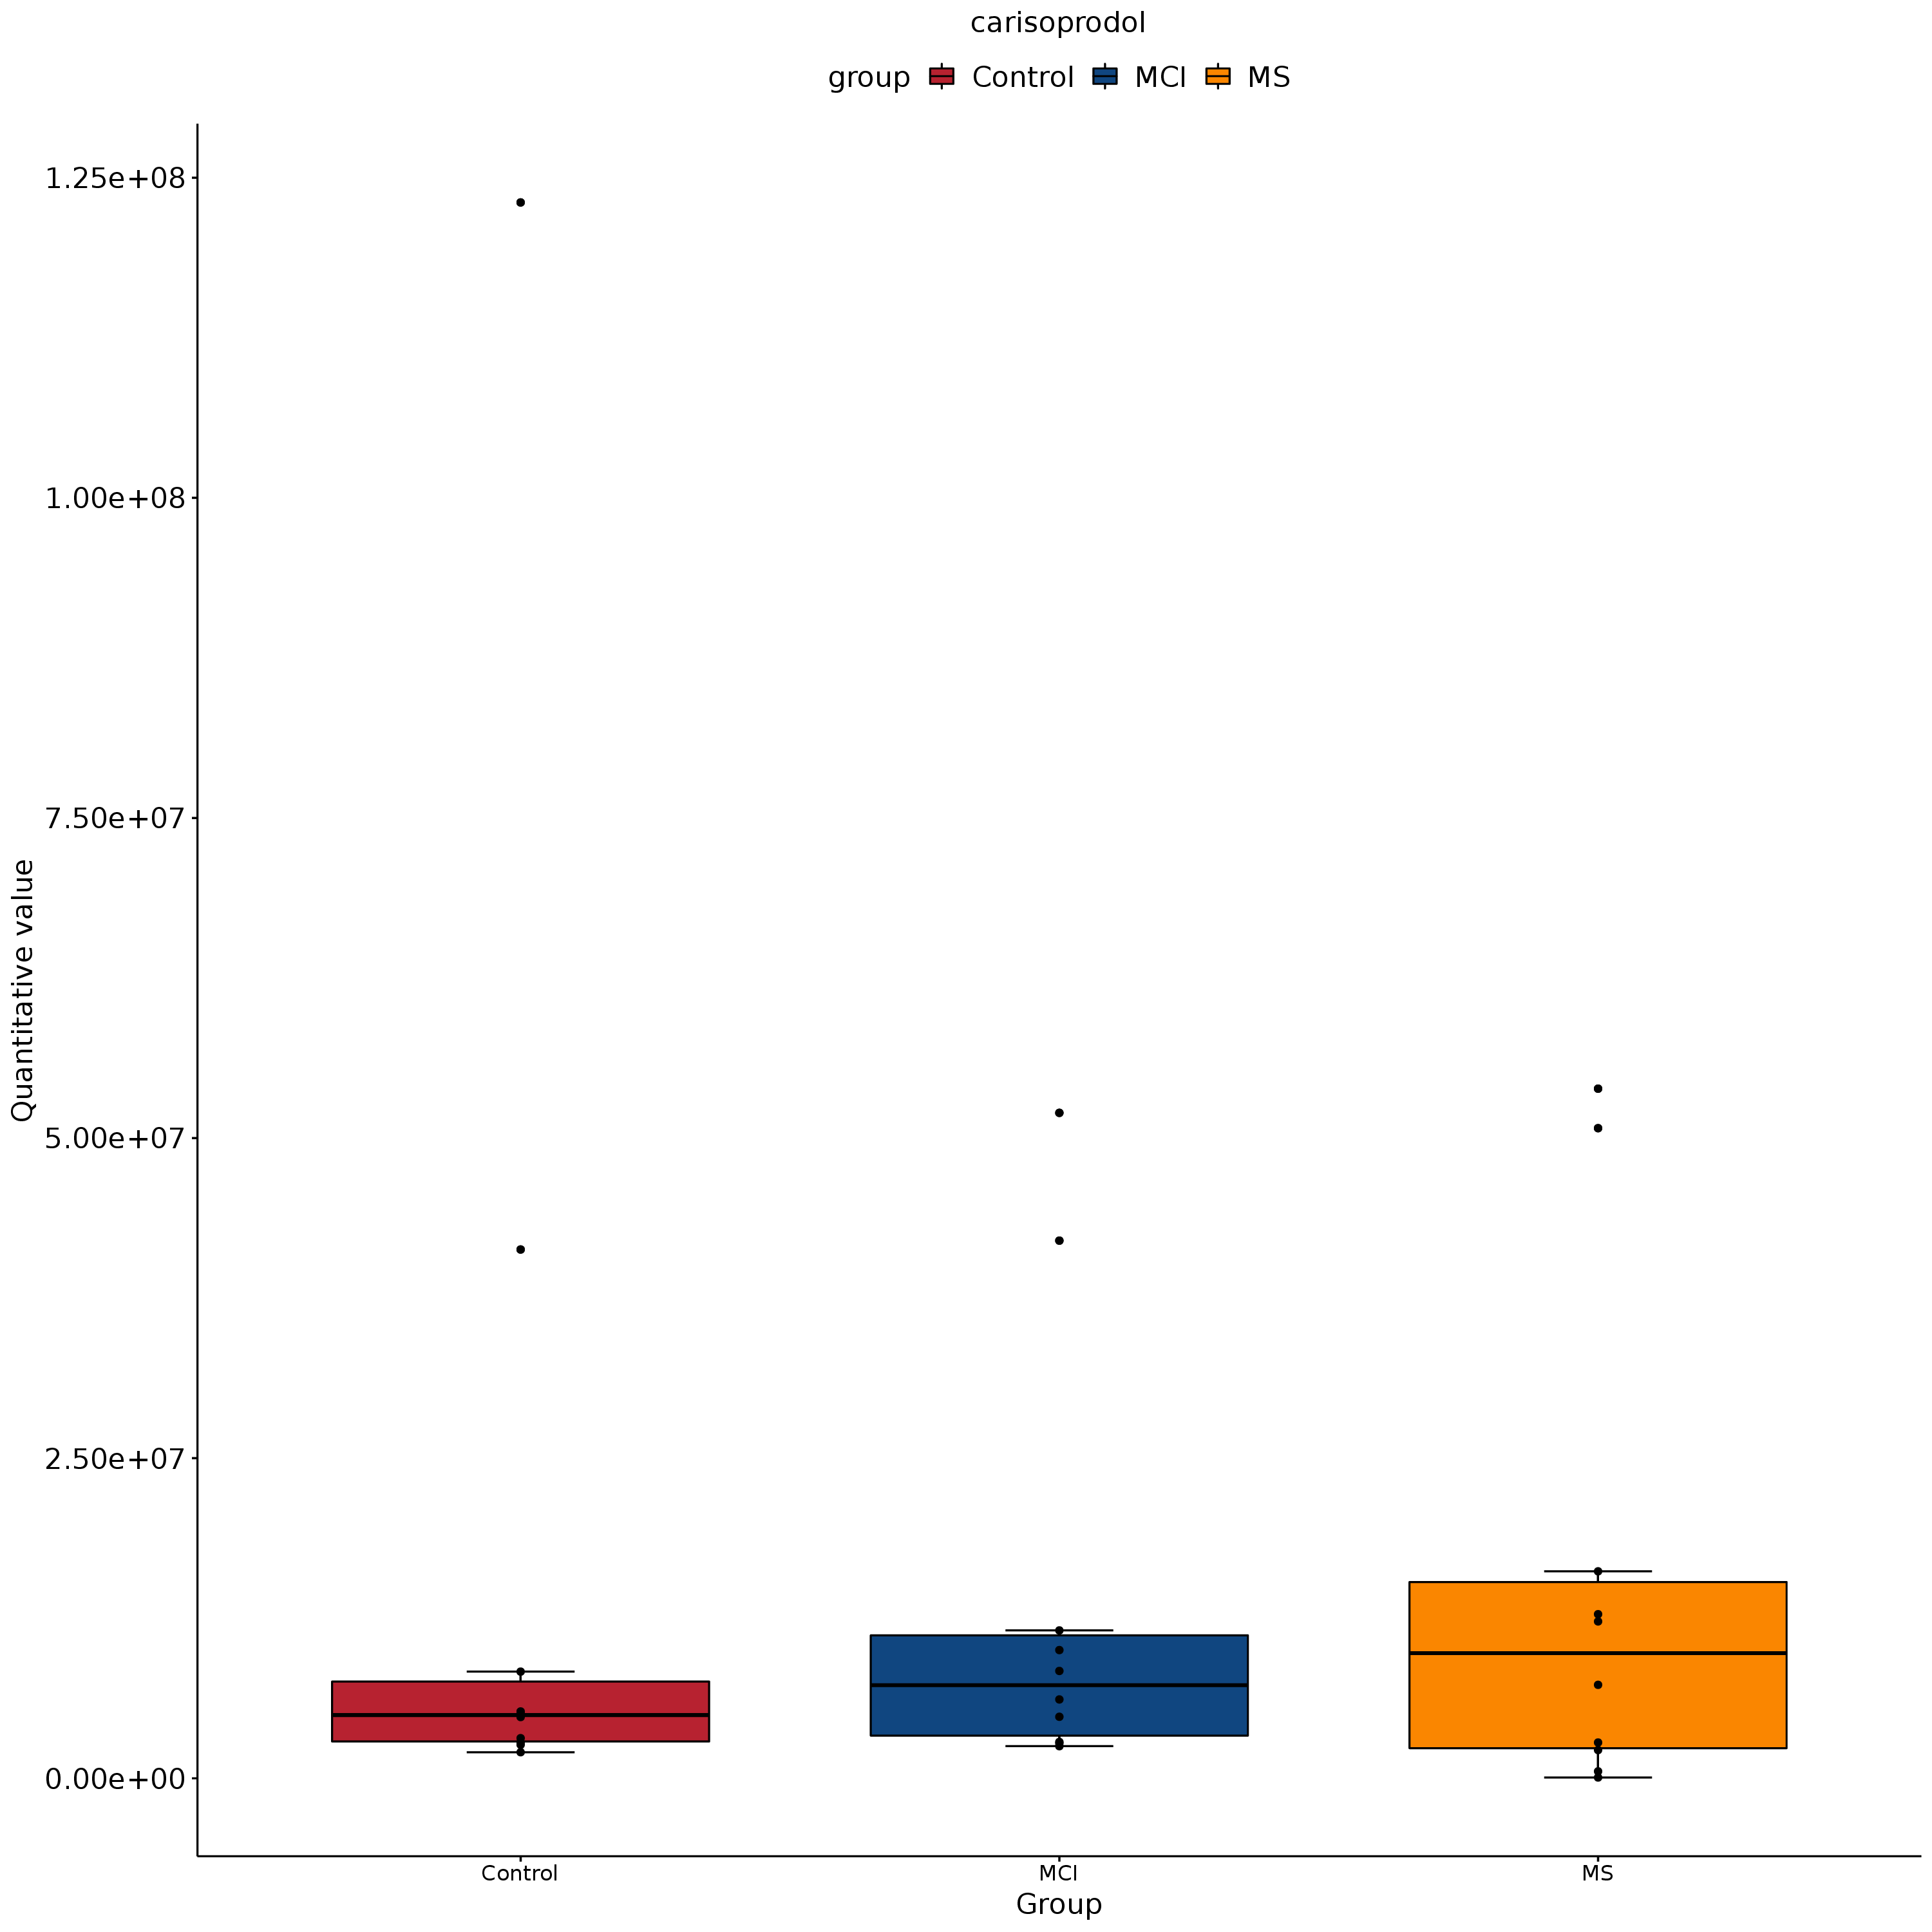 carisoprodol
group Control MCI MS
1.25e+08
1.00e+08
7.50e+07
5.00e+07
2.50e+07
0.00e+00
Quantitative value
Control MCI MS
Group